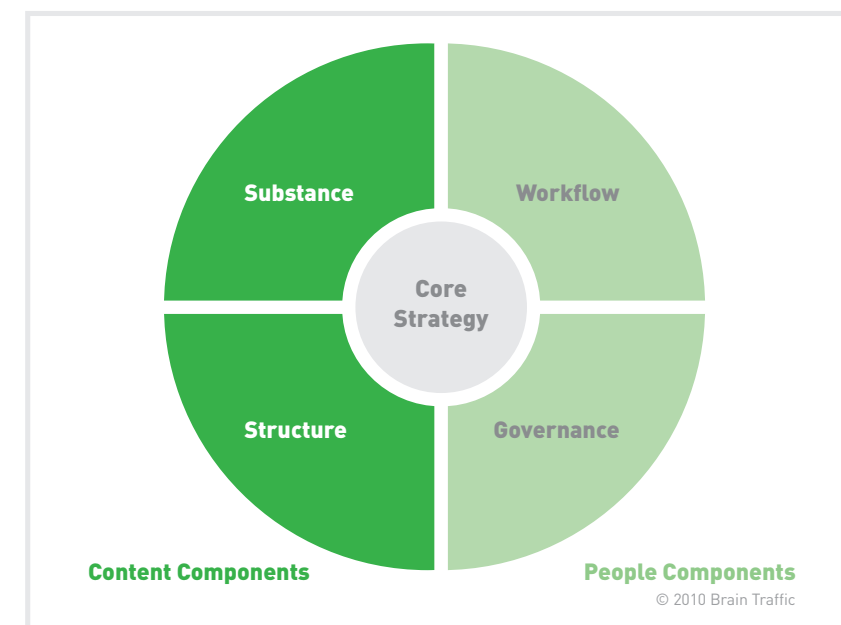 Substance
Workflow
Core
Strategy
Structure
Governance
Content Components
People Components
© 2010 Brain Traffic